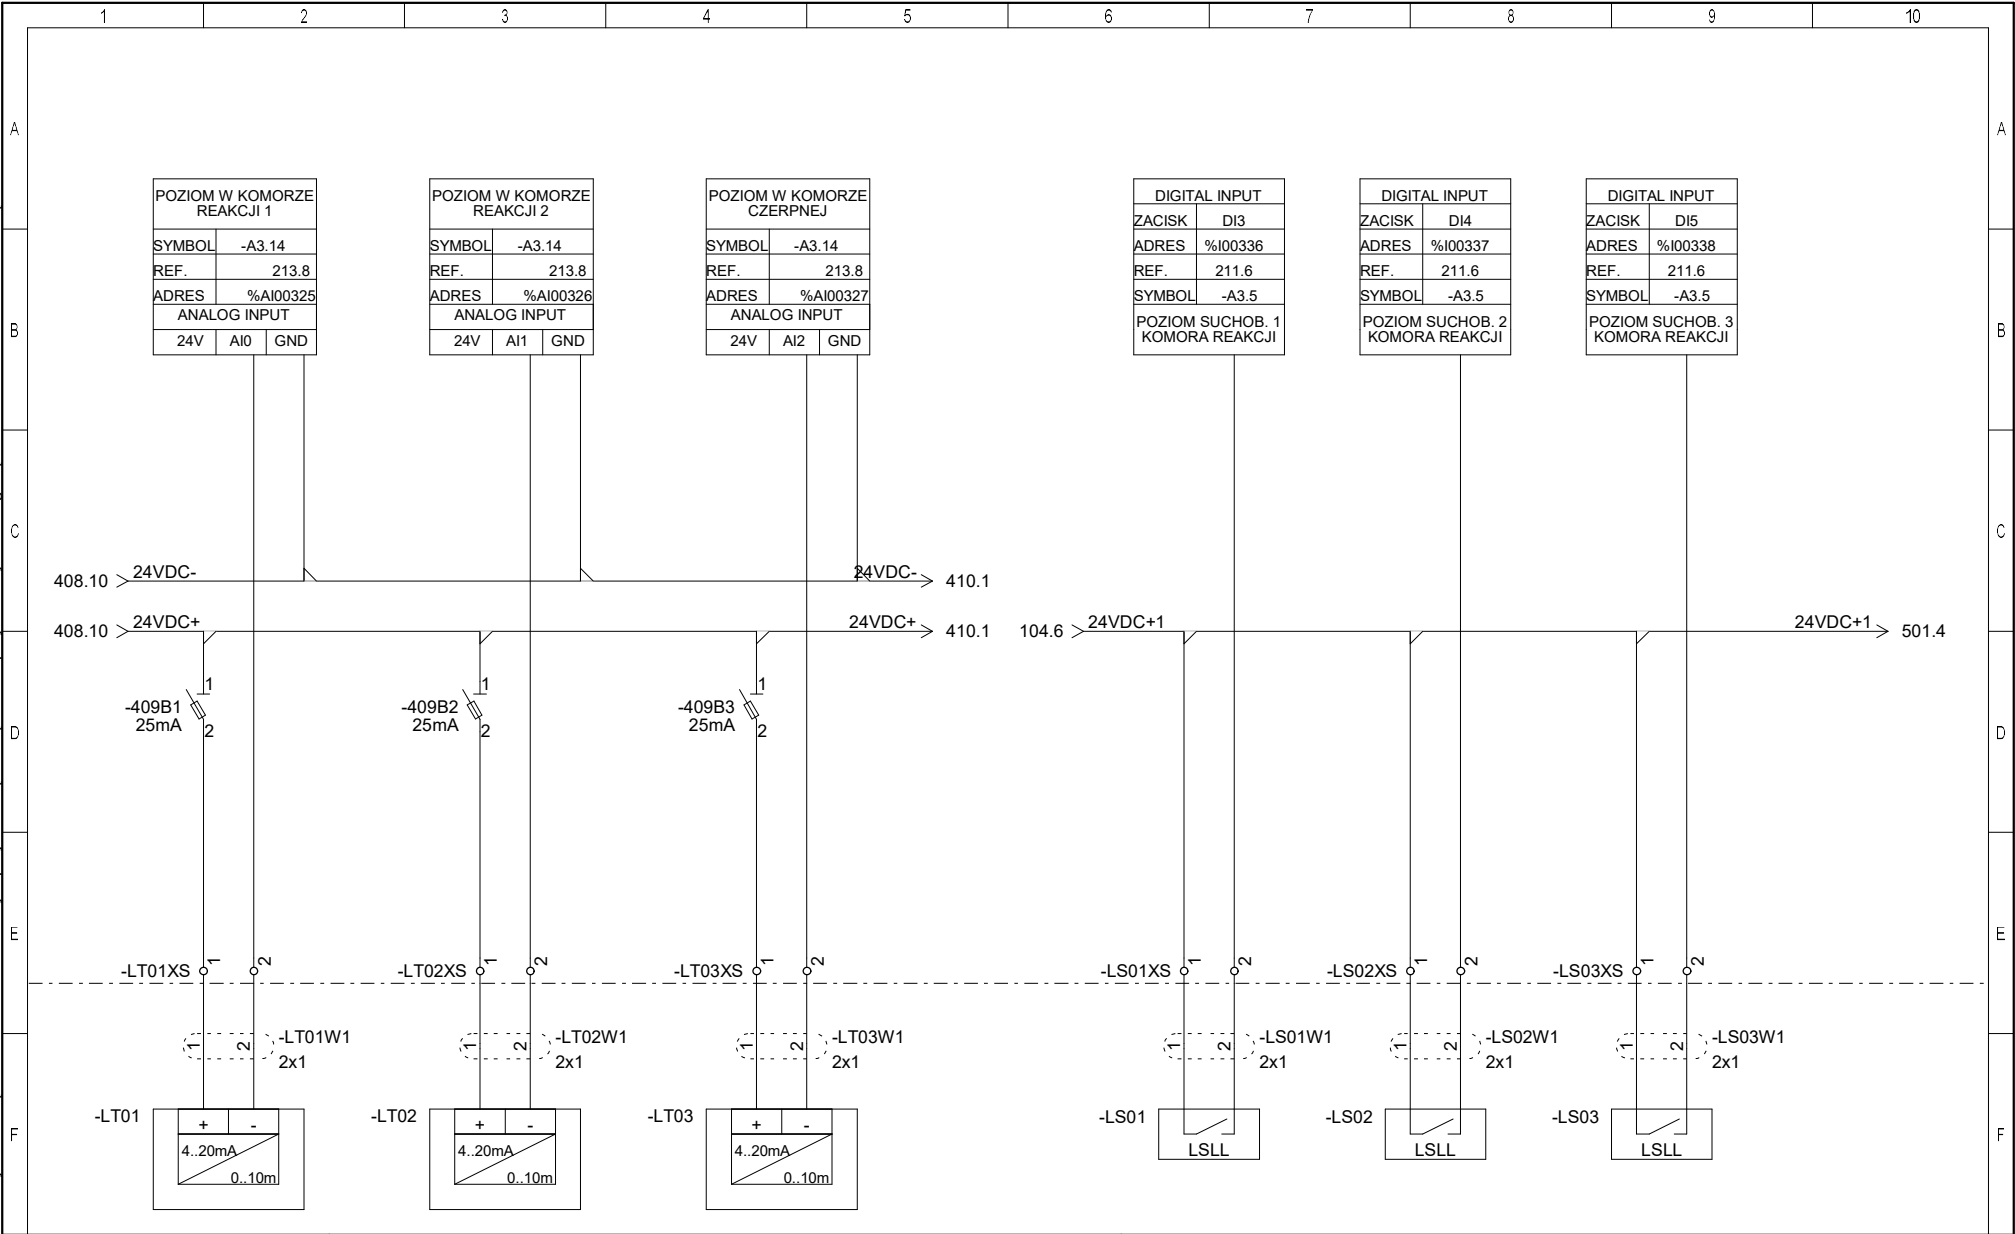 1 2 3 4 5 6 7 8 9 10
A A
POZIOM W KOMORZE
REAKCJI 1
SYMBOL -A3.14
REF. 213.8
ADRES %AI00325
ANALOG INPUT
24V AI0 GND
POZIOM W KOMORZE
REAKCJI 2
SYMBOL -A3.14
REF. 213.8
ADRES %AI00326
ANALOG INPUT
24V AI1 GND
POZIOM W KOMORZE
CZERPNEJ
SYMBOL -A3.14
REF. 213.8
ADRES %AI00327
ANALOG INPUT
24V AI2 GND
DIGITAL INPUT
ZACISK DI3
ADRES %I00336
REF. 211.6
SYMBOL -A3.5
POZIOM SUCHOB. 1
KOMORA REAKCJI
DIGITAL INPUT
ZACISK DI4
ADRES %I00337
REF. 211.6
SYMBOL -A3.5
POZIOM SUCHOB. 2
KOMORA REAKCJI
DIGITAL INPUT
ZACISK DI5
ADRES %I00338
REF. 211.6
SYMBOL -A3.5
POZIOM SUCHOB. 3
KOMORA REAKCJI
B B
C C
408.10 24VDC- 24VDC- 410.1
408.10 24VDC+ 24VDC+ 410.1 104.6 24VDC+1 24VDC+1 501.4
1 1 1
-409B1 -409B2 -409B3
25mA 25mA 25mA
2 2 2
D D
E E
-LT01XS 1 2 -LT02XS 1 2 -LT03XS 1 2 -LS01XS 1 2 -LS02XS 1 2 -LS03XS 1 2
1 2 -LT01W1 1 2 -LT02W1 1 2 -LT03W1 1 2 -LS01W1 1 2 -LS02W1 1 2 -LS03W1
2x1 2x1 2x1 2x1 2x1 2x1
-LT01 -LT02 -LT03 -LS01 -LS02 -LS03
+ - + - + -
F F
4..20mA 4..20mA 4..20mA LSLL LSLL LSLL
0..10m 0..10m 0..10m